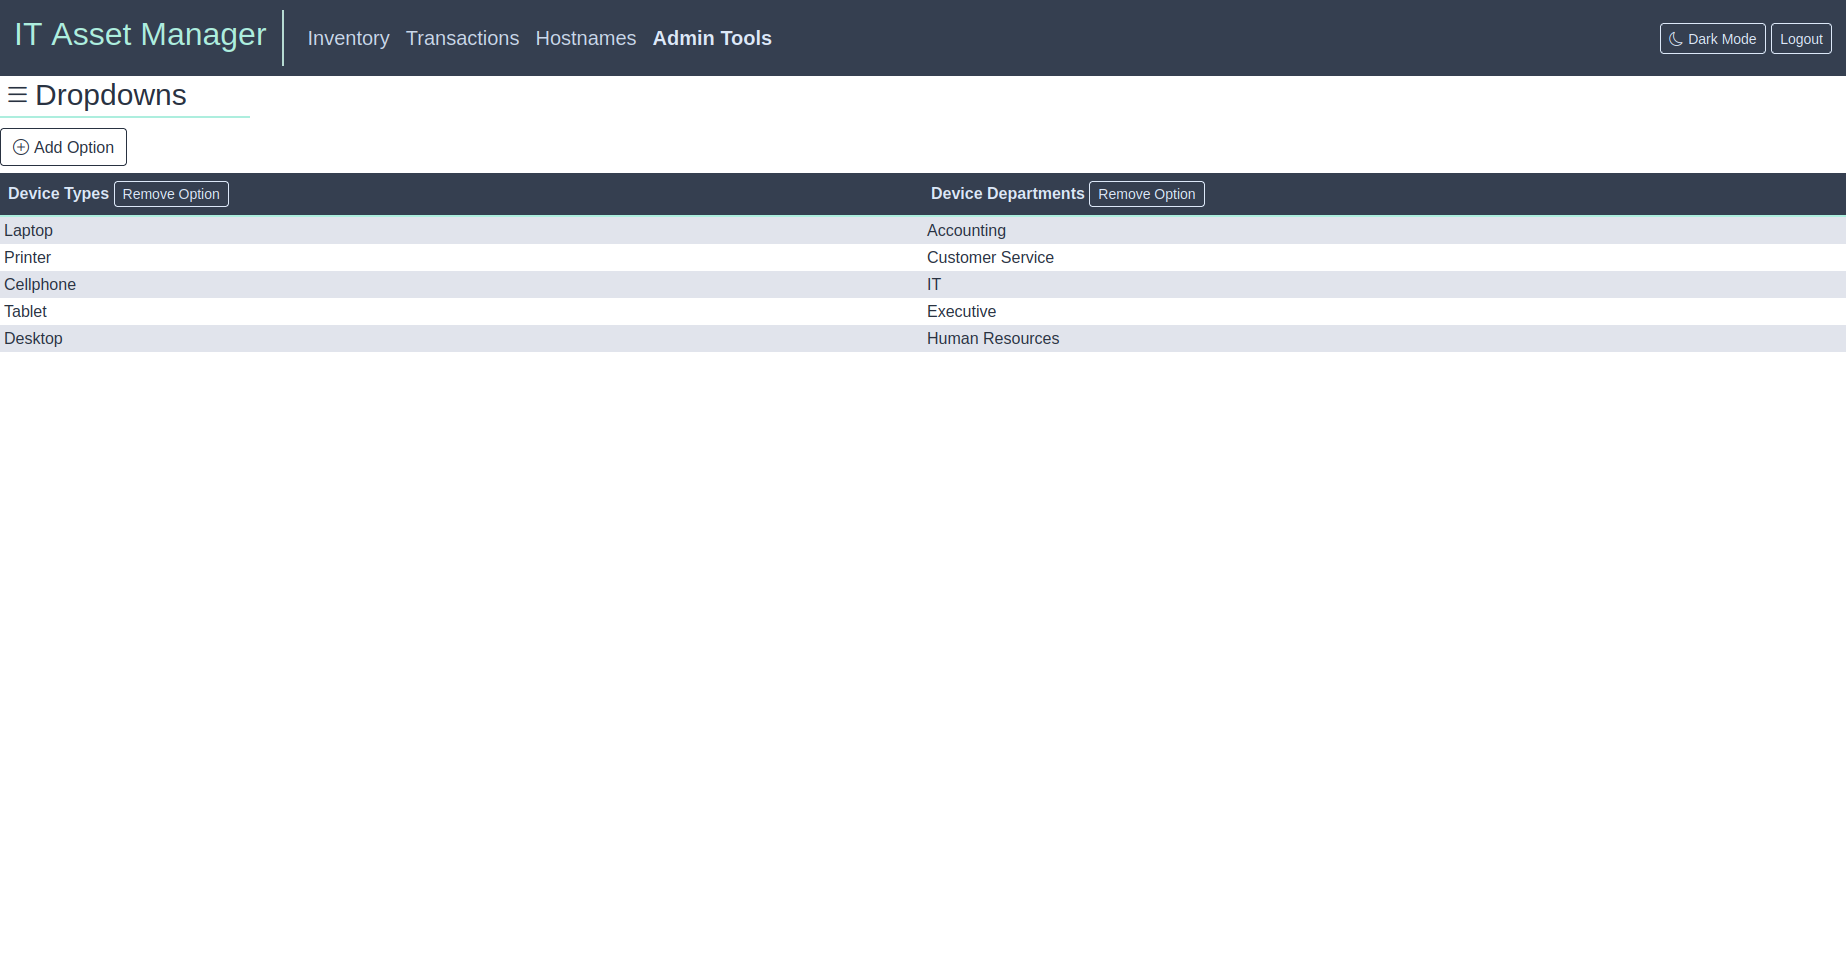 IT Asset Manager
Inventory Transactions Hostnames Admin Tools
Dark Mode Logout
Dropdowns
Add Option
Device Types Remove Option Device Departments Remove Option
Laptop Accounting
Printer Customer Service
Cellphone IT
Tablet Executive
Desktop Human Resources